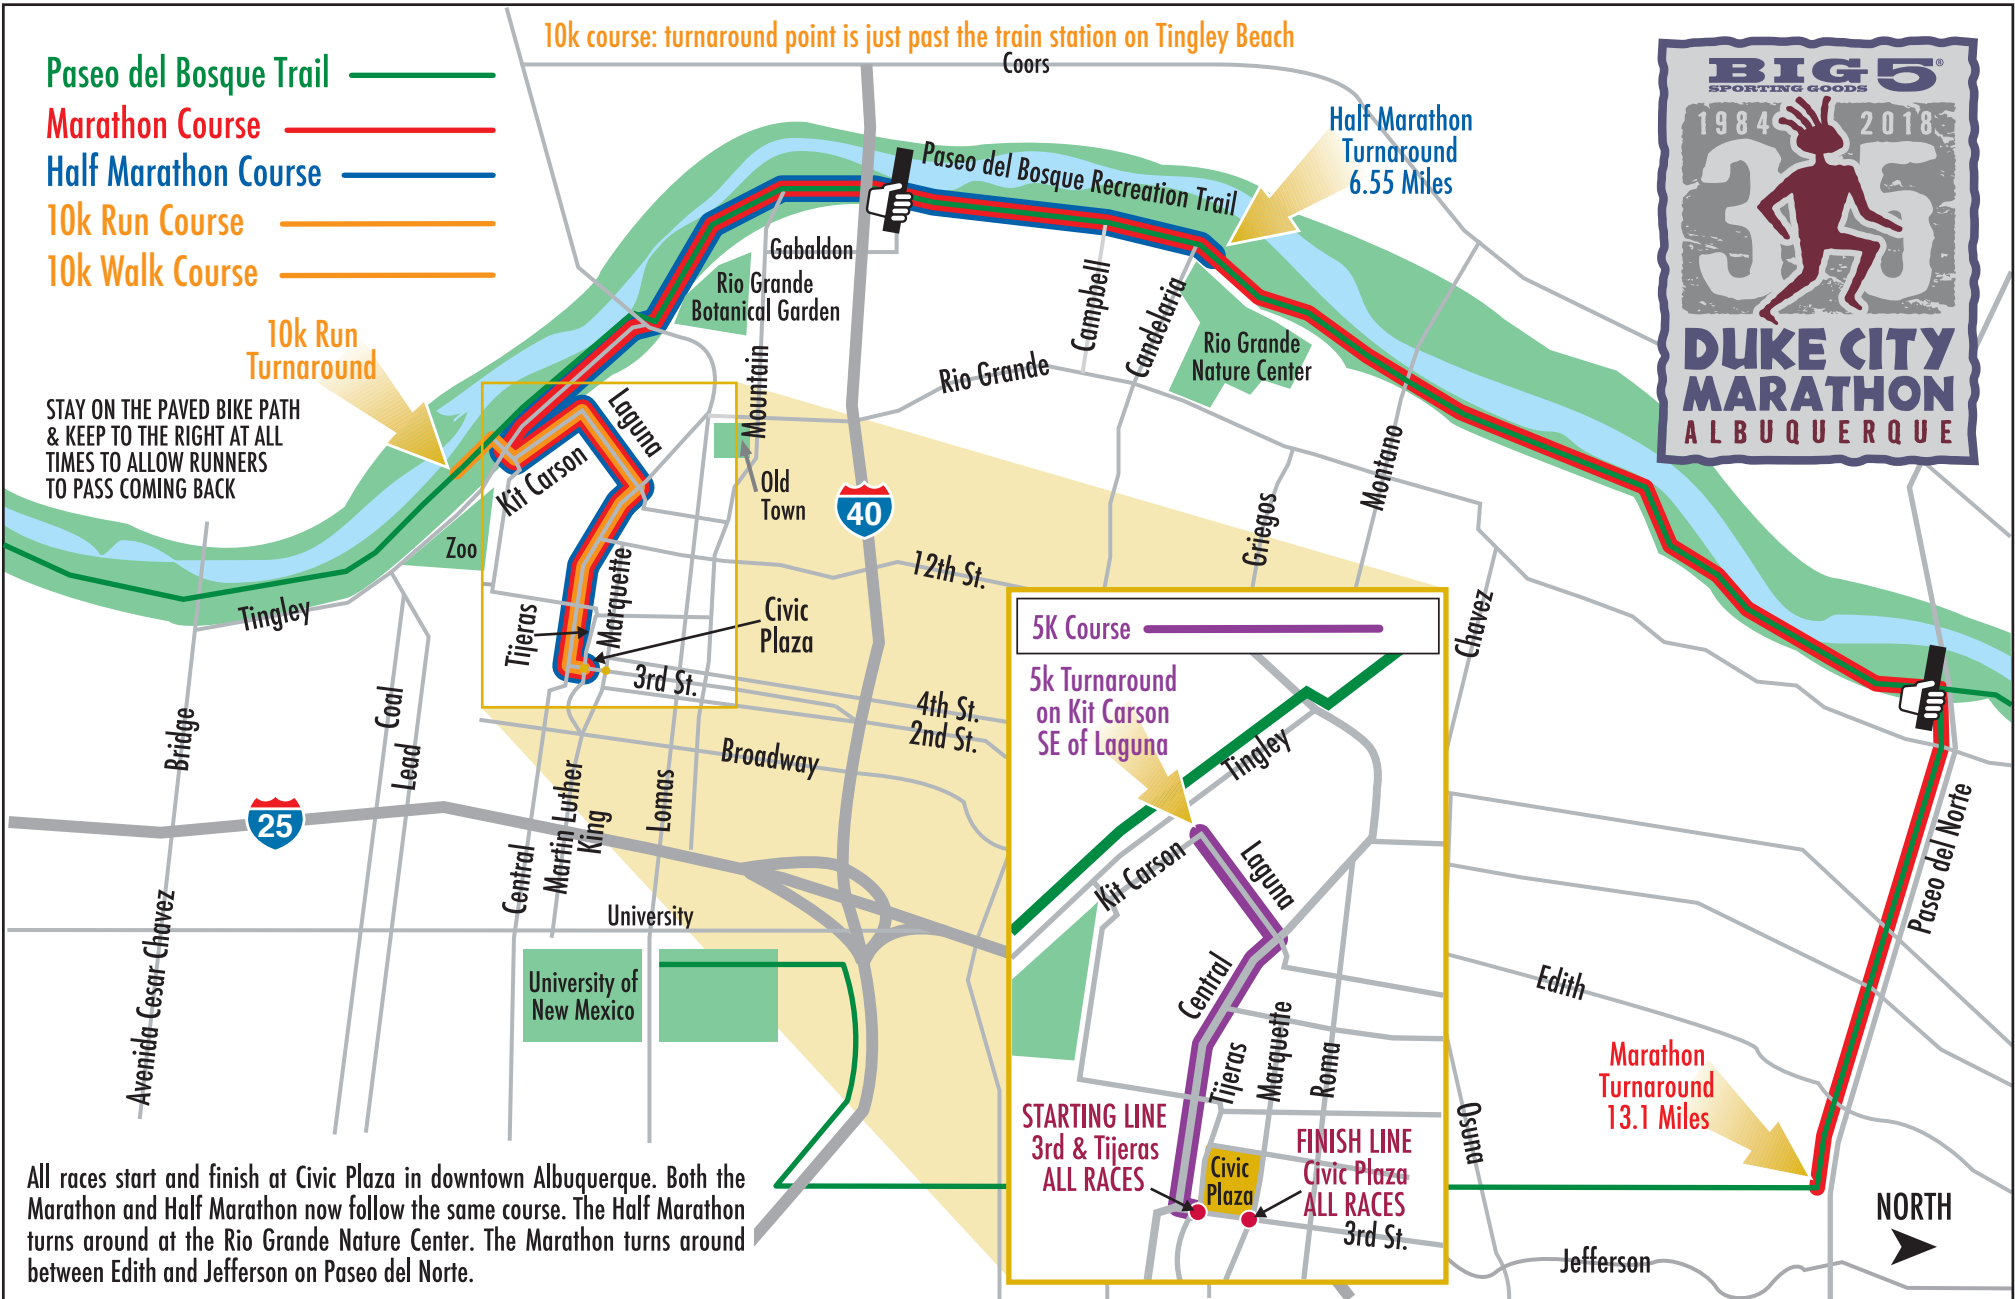 10k course: turnaround point is just past the train station on Tingley Beach
Coors
Paseo del Bosque Trail
Marathon Course
Half Marathon Course
10k Run Course
10k Walk Course
10k Run
Turnaround
STAY ON THE PAVED BIKE PATH
& KEEP TO THE RIGHT AT ALL
TIMES TO ALLOW RUNNERS
TO PASS COMING BACK
Paseo del Bosque Recreation Trail
Half Marathon
Turnaround
6.55 Miles
BIG 5®
SPORTING GOODS
1984 2018
35
DUKE CITY
MARATHON
ALBUQUERQUE
Gabaldon
Rio Grande
Botanical Garden
Mountain
Laguna
Kit Carson
Zoo
Old
Town
40
Rio Grande
Campbell
Candelaria
Rio Grande
Nature Center
Montano
Griegos
Chavez
12th St.
Tingley
Tijeras
Marquette
Civic
Plaza
3rd St.
4th St.
2nd St.
Broadway
Bridge
Coal
Lead
25
Central
Martin Luther
King
Lomas
University
University of
New Mexico
Avenida Cesar Chavez
5K Course
5k Turnaround
on Kit Carson
SE of Laguna
Tingley
Kit Carson
Laguna
Central
Tijeras
Marquette
Roma
STARTING LINE
3rd & Tijeras
ALL RACES
Civic
Plaza
FINISH LINE
Civic Plaza
ALL RACES
3rd St.
Paseo del Norte
Edith
Osuna
Marathon
Turnaround
13.1 Miles
Jefferson
NORTH
All races start and finish at Civic Plaza in downtown Albuquerque. Both the
Marathon and Half Marathon now follow the same course. The Half Marathon
turns around at the Rio Grande Nature Center. The Marathon turns around
between Edith and Jefferson on Paseo del Norte.